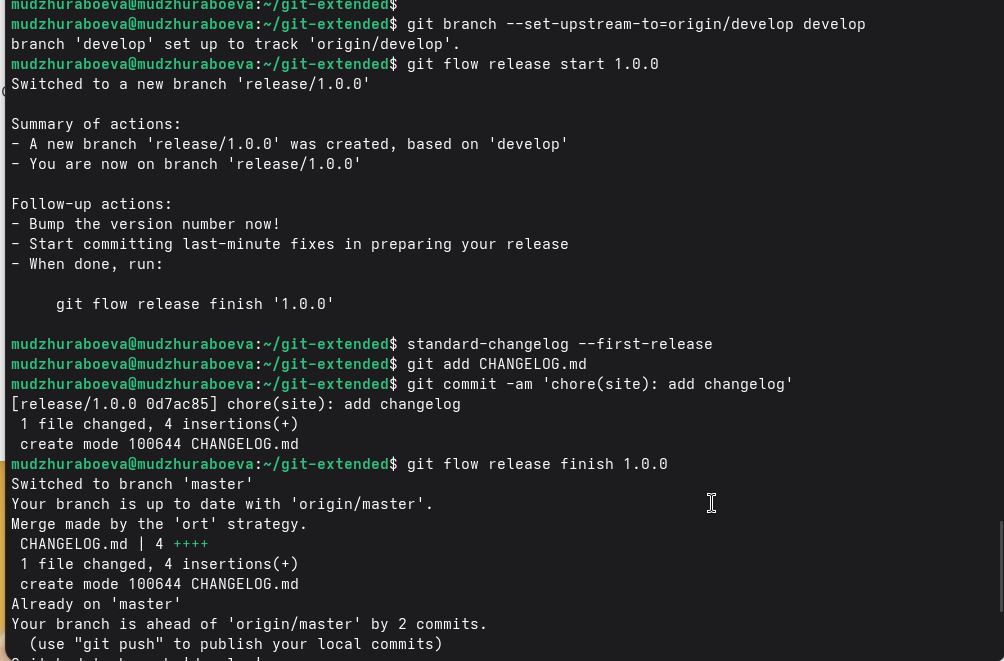 mudzhuraboeva@mudzhuraboeva:~/git-extended$
mudzhuraboeva@mudzhuraboeva:~/git-extended$ git branch --set-upstream-to=origin/develop develop
branch 'develop' set up to track 'origin/develop'.
mudzhuraboeva@mudzhuraboeva:~/git-extended$ git flow release start 1.0.0
Switched to a new branch 'release/1.0.0'
Summary of actions:
- A new branch 'release/1.0.0' was created, based on 'develop'
- You are now on branch 'release/1.0.0'
Follow-up actions:
- Bump the version number now!
- Start committing last-minute fixes in preparing your release
- When done, run:
git flow release finish '1.0.0'
mudzhuraboeva@mudzhuraboeva:~/git-extended$ standard-changelog --first-release
mudzhuraboeva@mudzhuraboeva:~/git-extended$ git add CHANGELOG.md
mudzhuraboeva@mudzhuraboeva:~/git-extended$ git commit -am 'chore(site): add changelog'
[release/1.0.0 0d7ac85] chore(site): add changelog
1 file changed, 4 insertions(+)
create mode 100644 CHANGELOG.md
mudzhuraboeva@mudzhuraboeva:~/git-extended$ git flow release finish 1.0.0
Switched to branch 'master'
Your branch is up to date with 'origin/master'.
Merge made by the 'ort' strategy.
CHANGELOG.md | 4 ++++
1 file changed, 4 insertions(+)
create mode 100644 CHANGELOG.md
Already on 'master'
Your branch is ahead of 'origin/master' by 2 commits.
(use "git push" to publish your local commits)